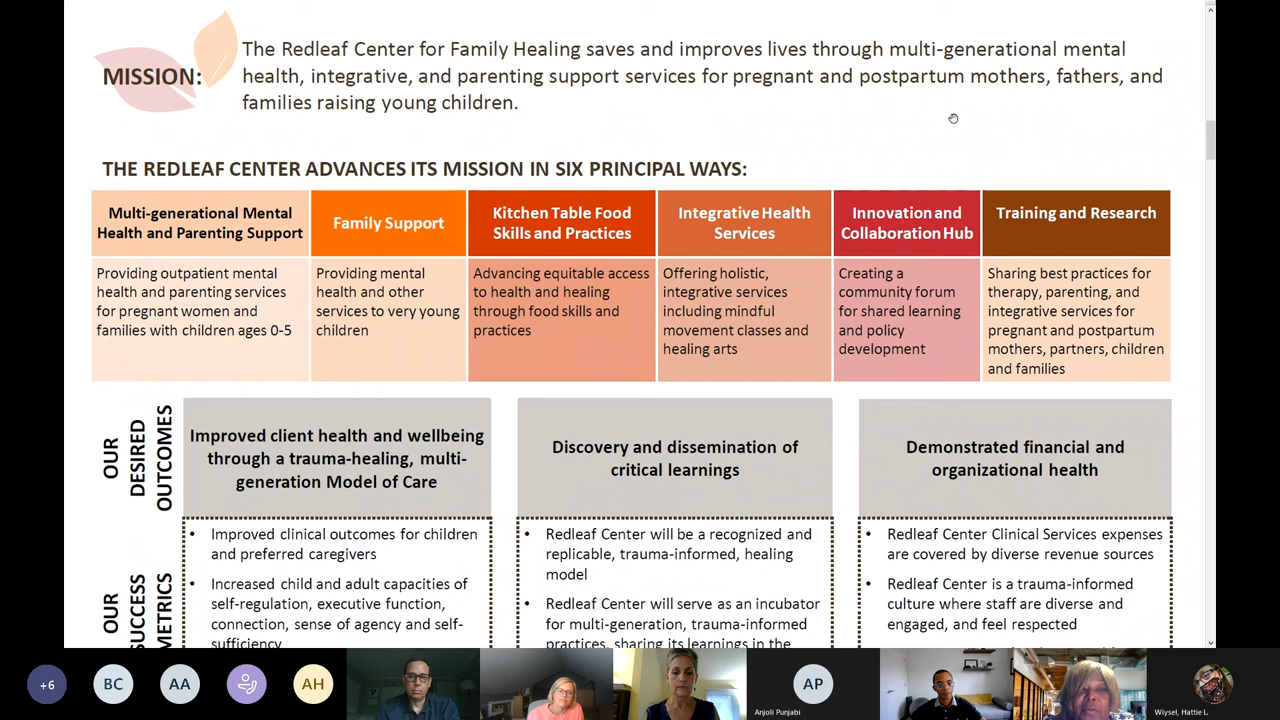 The Redleaf Center for Family Healing saves and improves lives through multi-generational mental
MISSION:
health, integrative, and parenting support services for pregnant and postpartum mothers, fathers, and
families raising young children.
THE REDLEAF CENTER ADVANCES ITS MISSION IN SIX PRINCIPAL WAYS:
Multi-generational Mental
Health and Parenting Support
Family Support
Kitchen Table Food
Skills and Practices
Integrative Health
Services
Innovation and
Collaboration Hub
Training and Research
Providing outpatient mental
health and parenting services
for pregnant women and
families with children ages 0-5
Providing mental
health and other
services to very young
children
Advancing equitable access
to health and healing
through food skills and
practices
Offering holistic,
integrative services
including mindful
movement classes and
healing arts
Creating a
community forum
for shared learning
and policy
development
Sharing best practices for
therapy, parenting, and
integrative services for
pregnant and postpartum
mothers, partners, children
and families
OUR
DESIRED
OUTCOMES
Improved client health and wellbeing
through a trauma-healing, multi-
generation Model of Care
Discovery and dissemination of
critical learnings
Demonstrated financial and
organizational health
OUR
SUCCESS
METRICS
• Improved clinical outcomes for children
and preferred caregivers
• Increased child and adult capacities of
self-regulation, executive function,
connection, sense of agency and self-
sufficiency
• Redleaf Center will be a recognized and
replicable, trauma-informed, healing
model
• Redleaf Center will serve as an incubator
for multi-generation, trauma-informed
practices, sharing its learnings in the
• Redleaf Center Clinical Services expenses
are covered by diverse revenue sources
• Redleaf Center is a trauma-informed
culture where staff are diverse and
engaged, and feel respected
+6
BC
AA
AH
AP
Anjoli Punjabi
Wiysel, Hattie L.